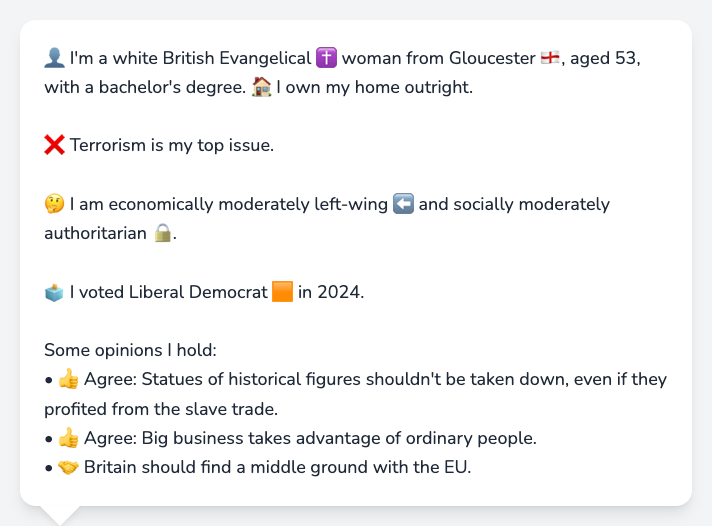 👤 I'm a white British Evangelical ✝️ woman from Gloucester 🏴󠁧󠁢󠁥󠁮󠁧󠁿, aged 53,
with a bachelor's degree. 🏠 I own my home outright.
❌ Terrorism is my top issue.
🤔 I am economically moderately left-wing ⬅️ and socially moderately
authoritarian 🔒.
🗳️ I voted Liberal Democrat 🟧 in 2024.
Some opinions I hold:
• 👍 Agree: Statues of historical figures shouldn't be taken down, even if they
profited from the slave trade.
• 👍 Agree: Big business takes advantage of ordinary people.
• 🤝 Britain should find a middle ground with the EU.